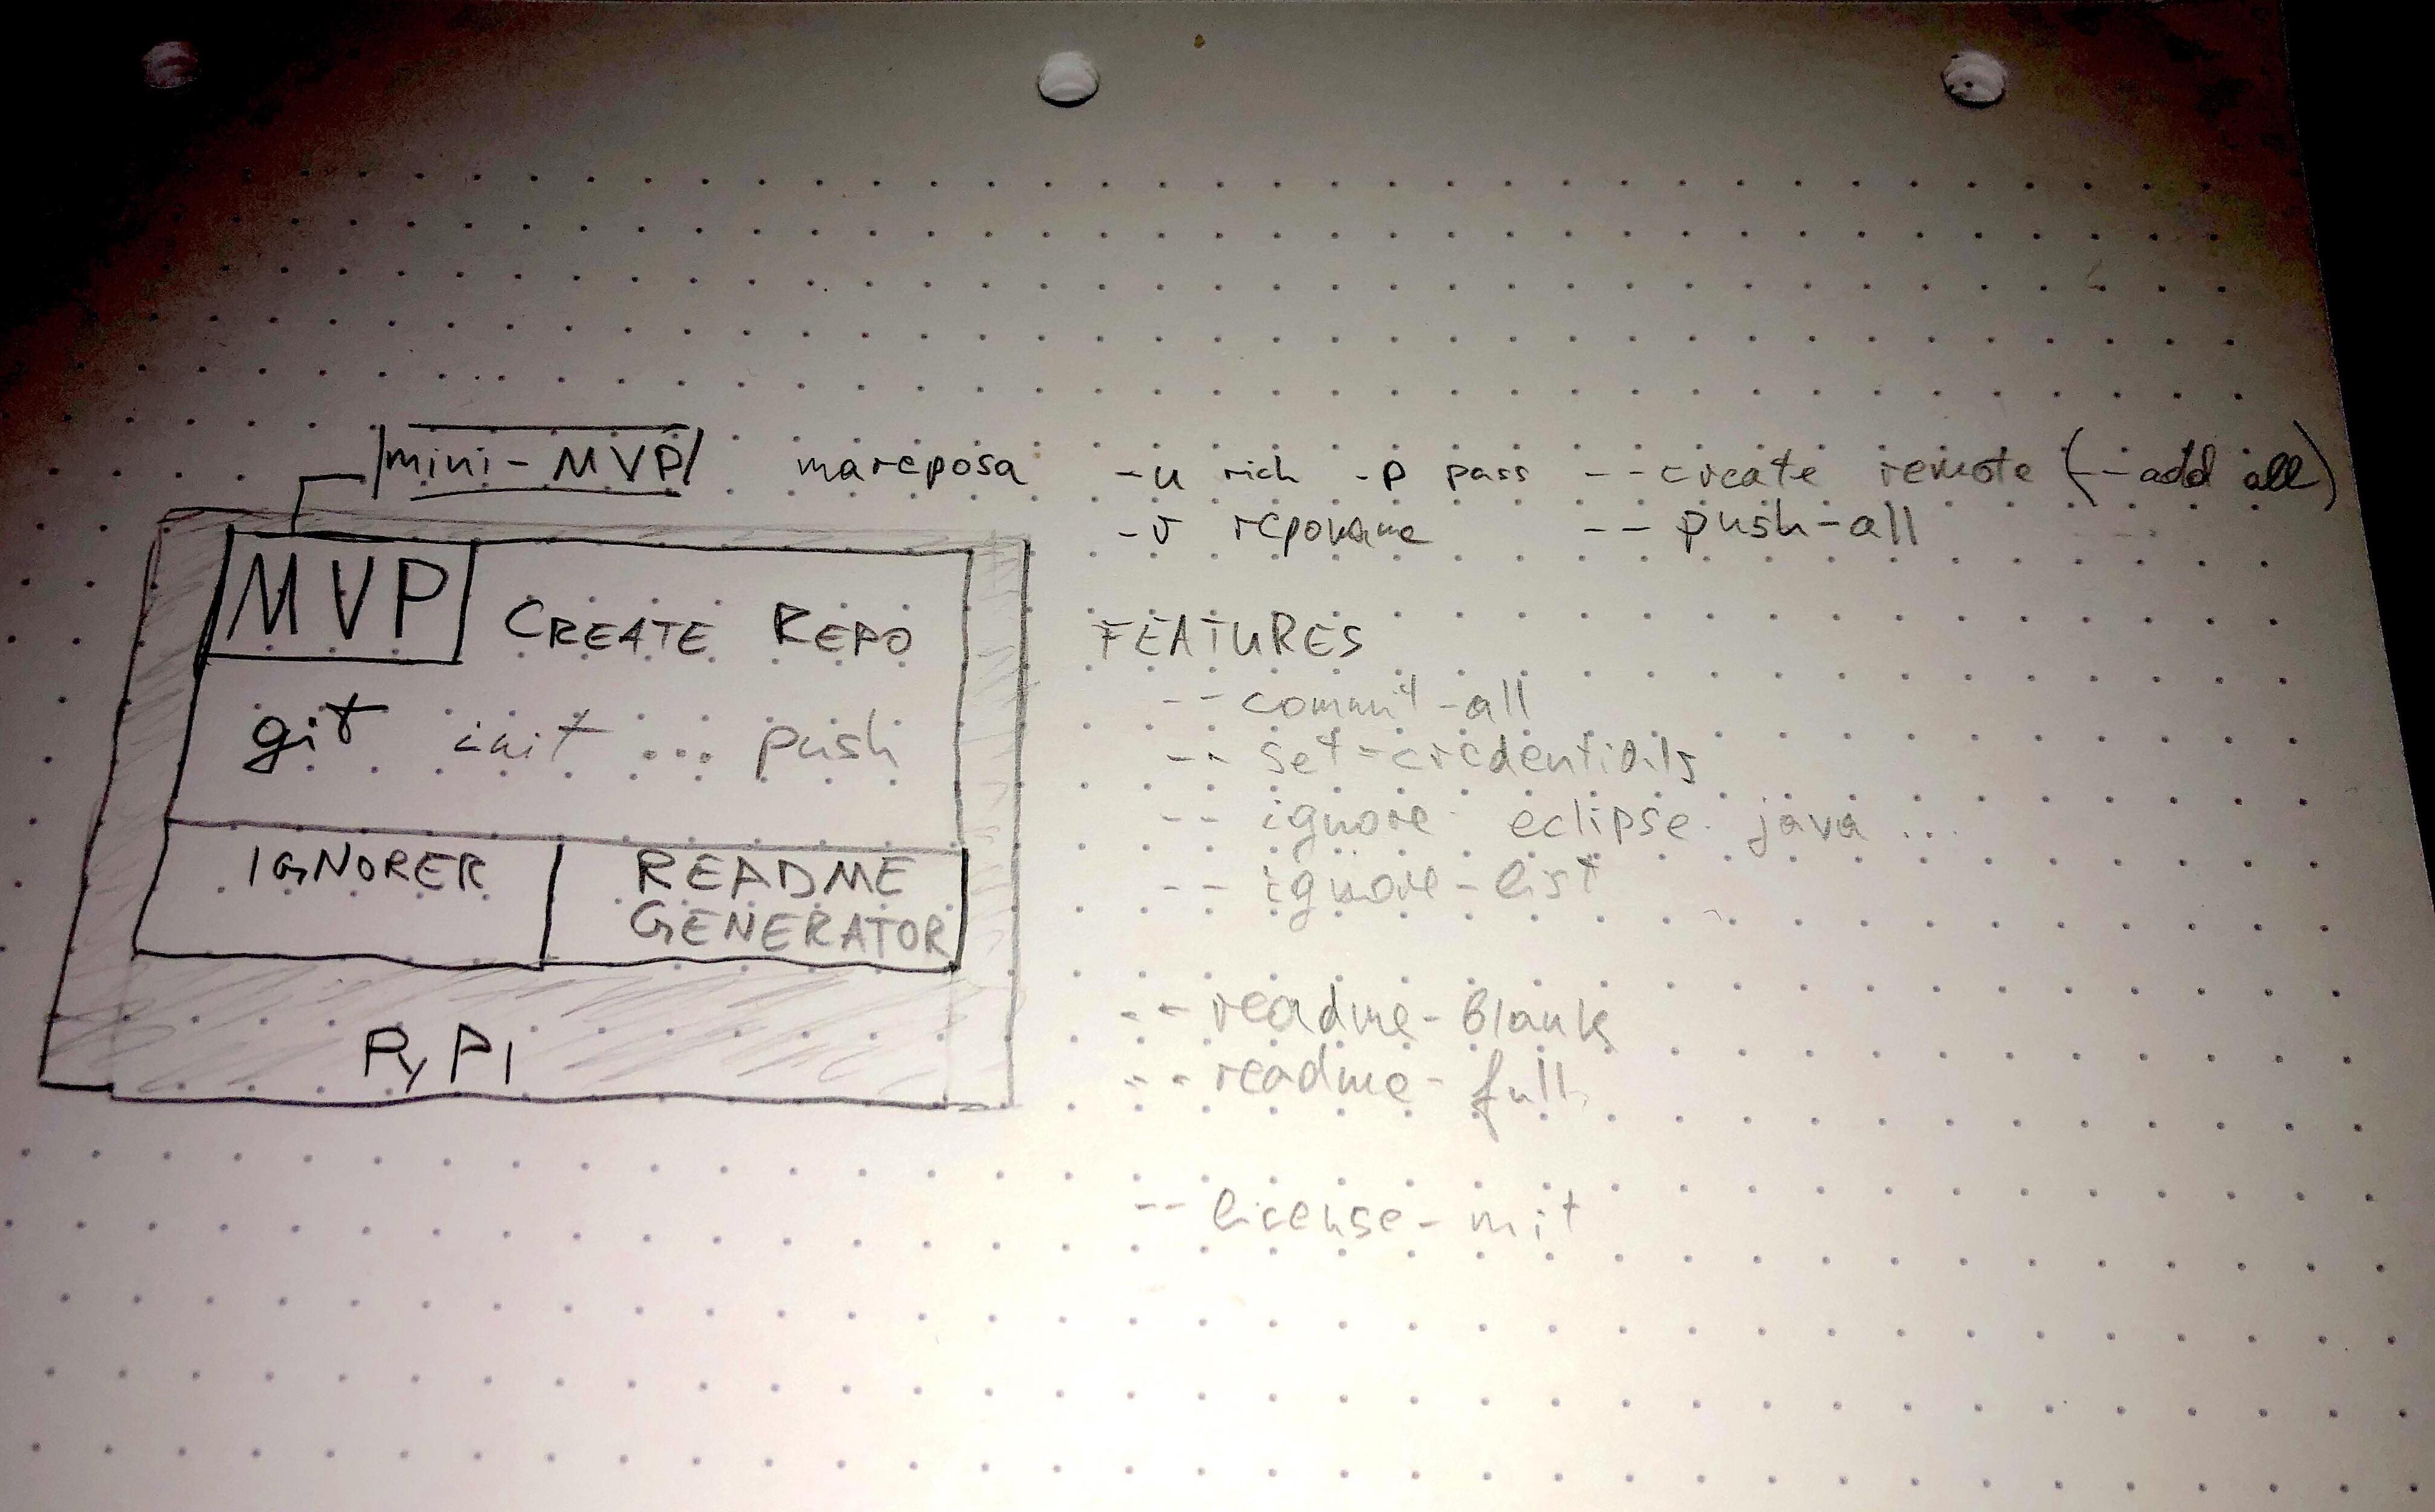 mini-MVP mareposa -u rich -p pass --create remote (--add all)
-r reponame -- push-all
MVP CREATE REPO
git init ... push
IGNORER
README
GENERATOR
PyPI
FEATURES
-- commit-all
-- set-credentials
-- ignore eclipse java ...
-- ignore-list
-- readme-blank
-- readme-full
-- license-mit